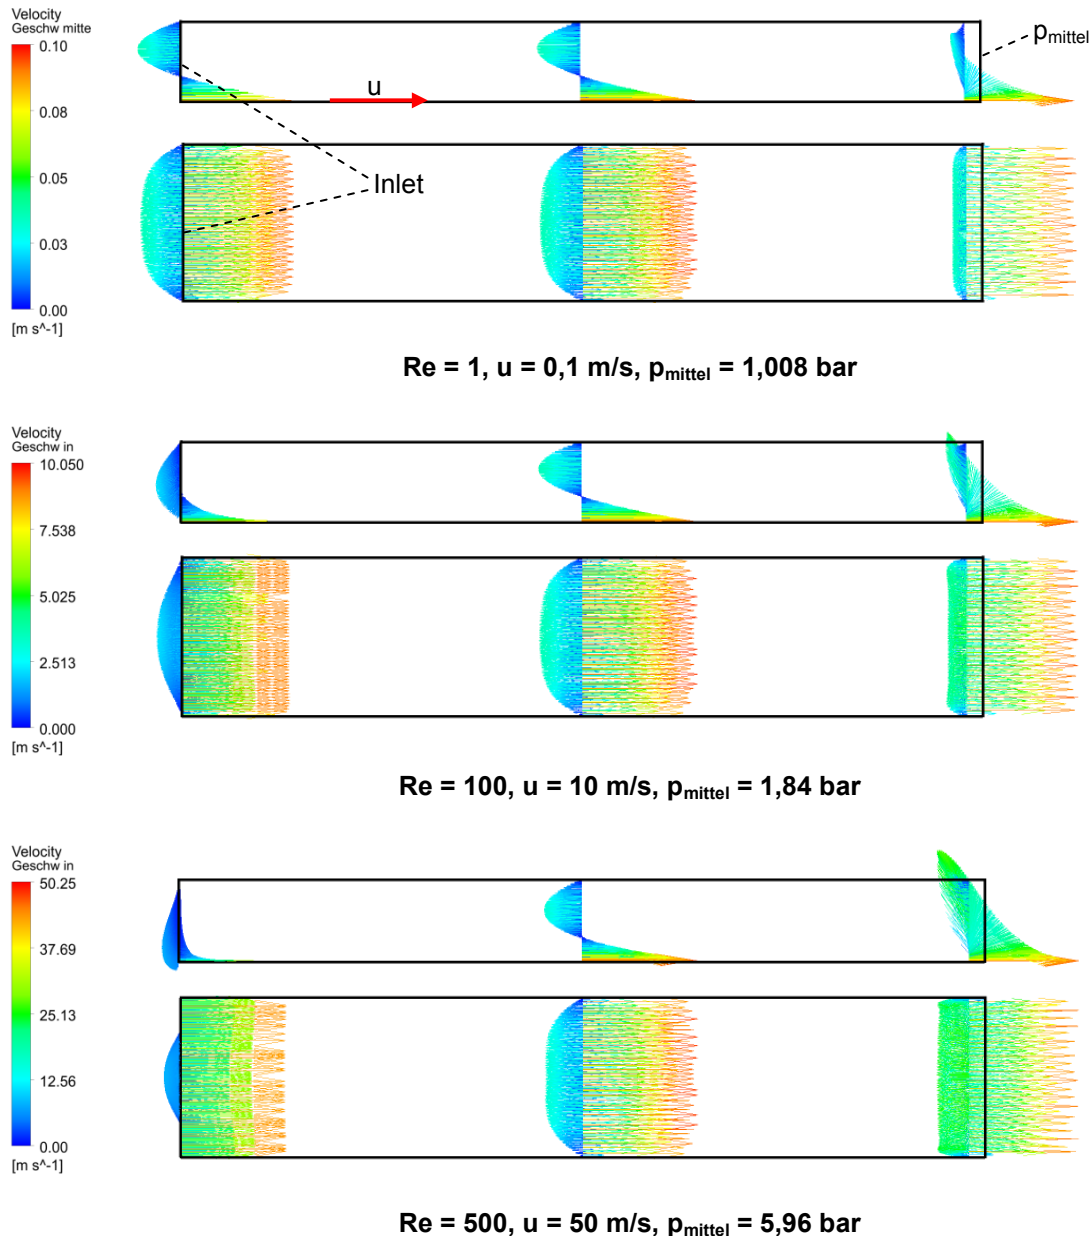 Velocity
Geschw mitte
0.10
0.08
0.05
0.03
0.00
[m s^-1]
u
p_mittel
Inlet
Re = 1, u = 0,1 m/s, p_mittel = 1,008 bar
Velocity
Geschw in
10.050
7.538
5.025
2.513
0.000
[m s^-1]
Re = 100, u = 10 m/s, p_mittel = 1,84 bar
Velocity
Geschw in
50.25
37.69
25.13
12.56
0.00
[m s^-1]
Re = 500, u = 50 m/s, p_mittel = 5,96 bar